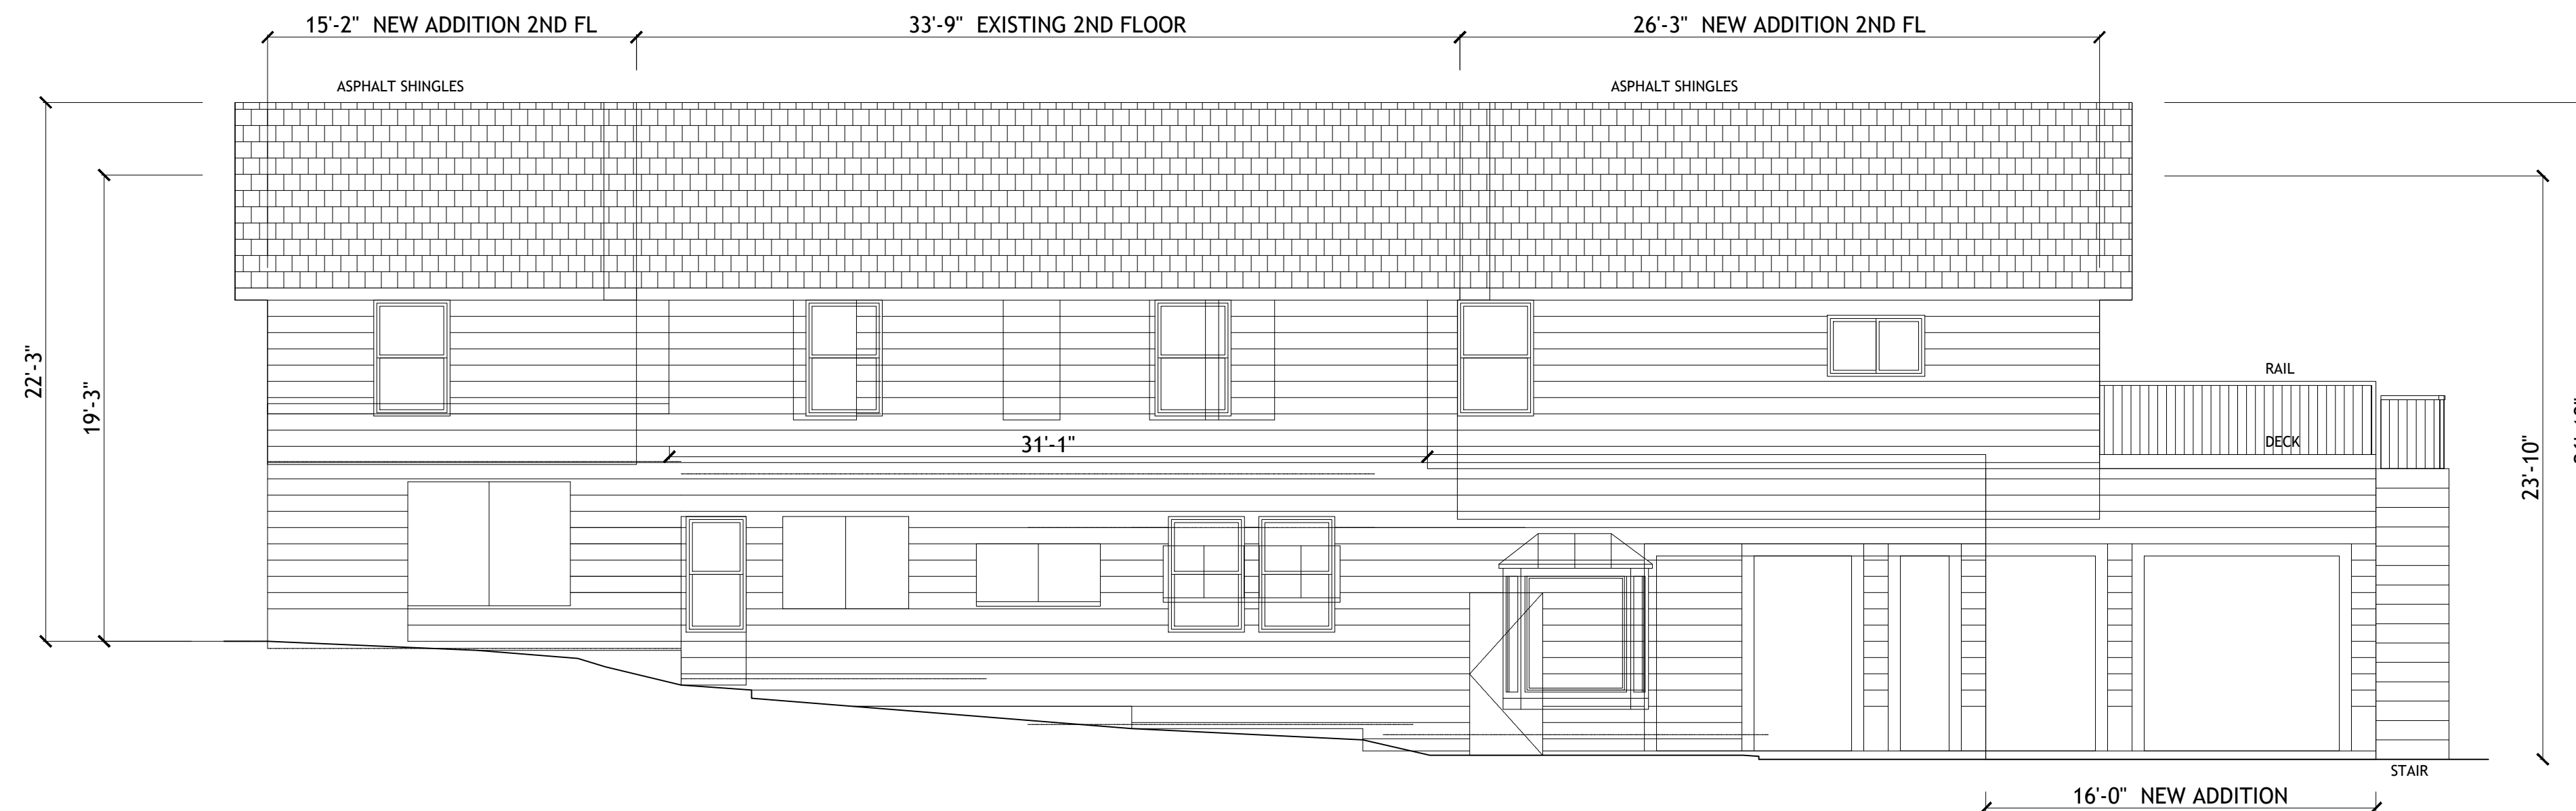 15'-2" NEW ADDITION 2ND FL
33'-9" EXISTING 2ND FLOOR
26'-3" NEW ADDITION 2ND FL
ASPHALT SHINGLES
ASPHALT SHINGLES
22'-3"
19'-3"
RAIL
DECK
31'-1"
23'-10"
STAIR
16'-0" NEW ADDITION